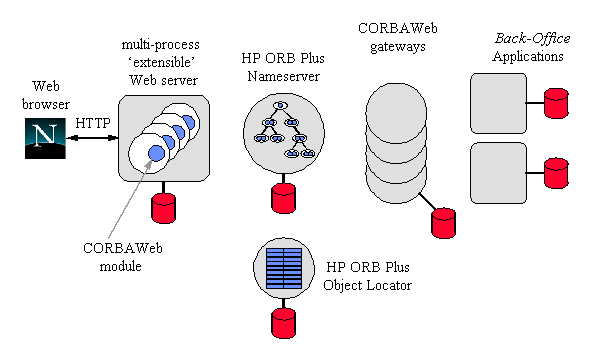 Web
browser
N
HTTP
multi-process
‘extensible’
Web server
CORBAWeb
module
HP ORB Plus
Nameserver
HP ORB Plus
Object Locator
CORBAWeb
gateways
Back-Office
Applications